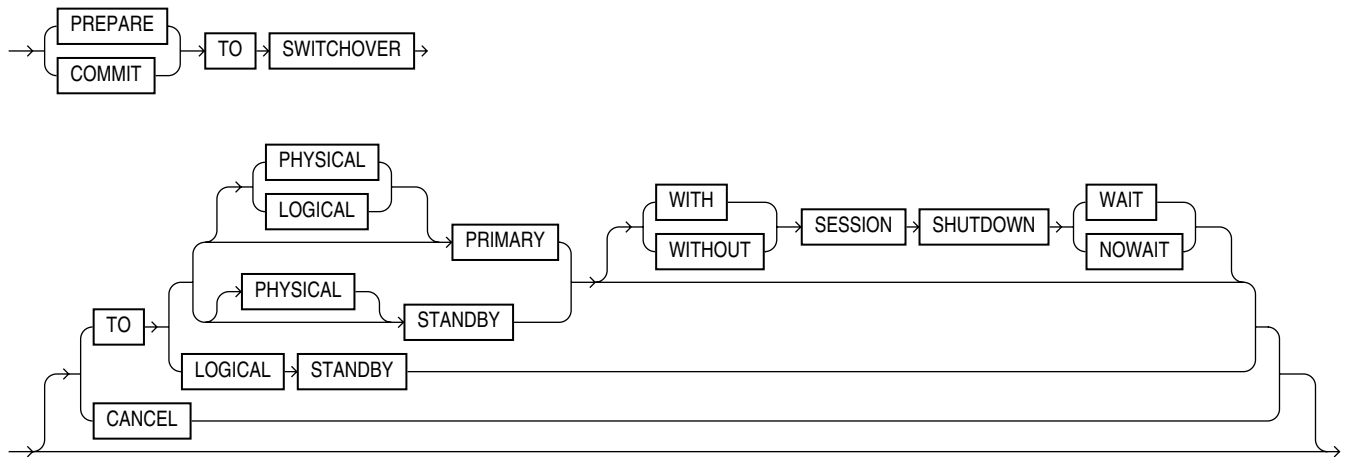 PREPARE
COMMIT
TO
SWITCHOVER
PHYSICAL
LOGICAL
PRIMARY
PHYSICAL
STANDBY
WITH
WITHOUT
SESSION
SHUTDOWN
WAIT
NOWAIT
TO
LOGICAL
STANDBY
CANCEL